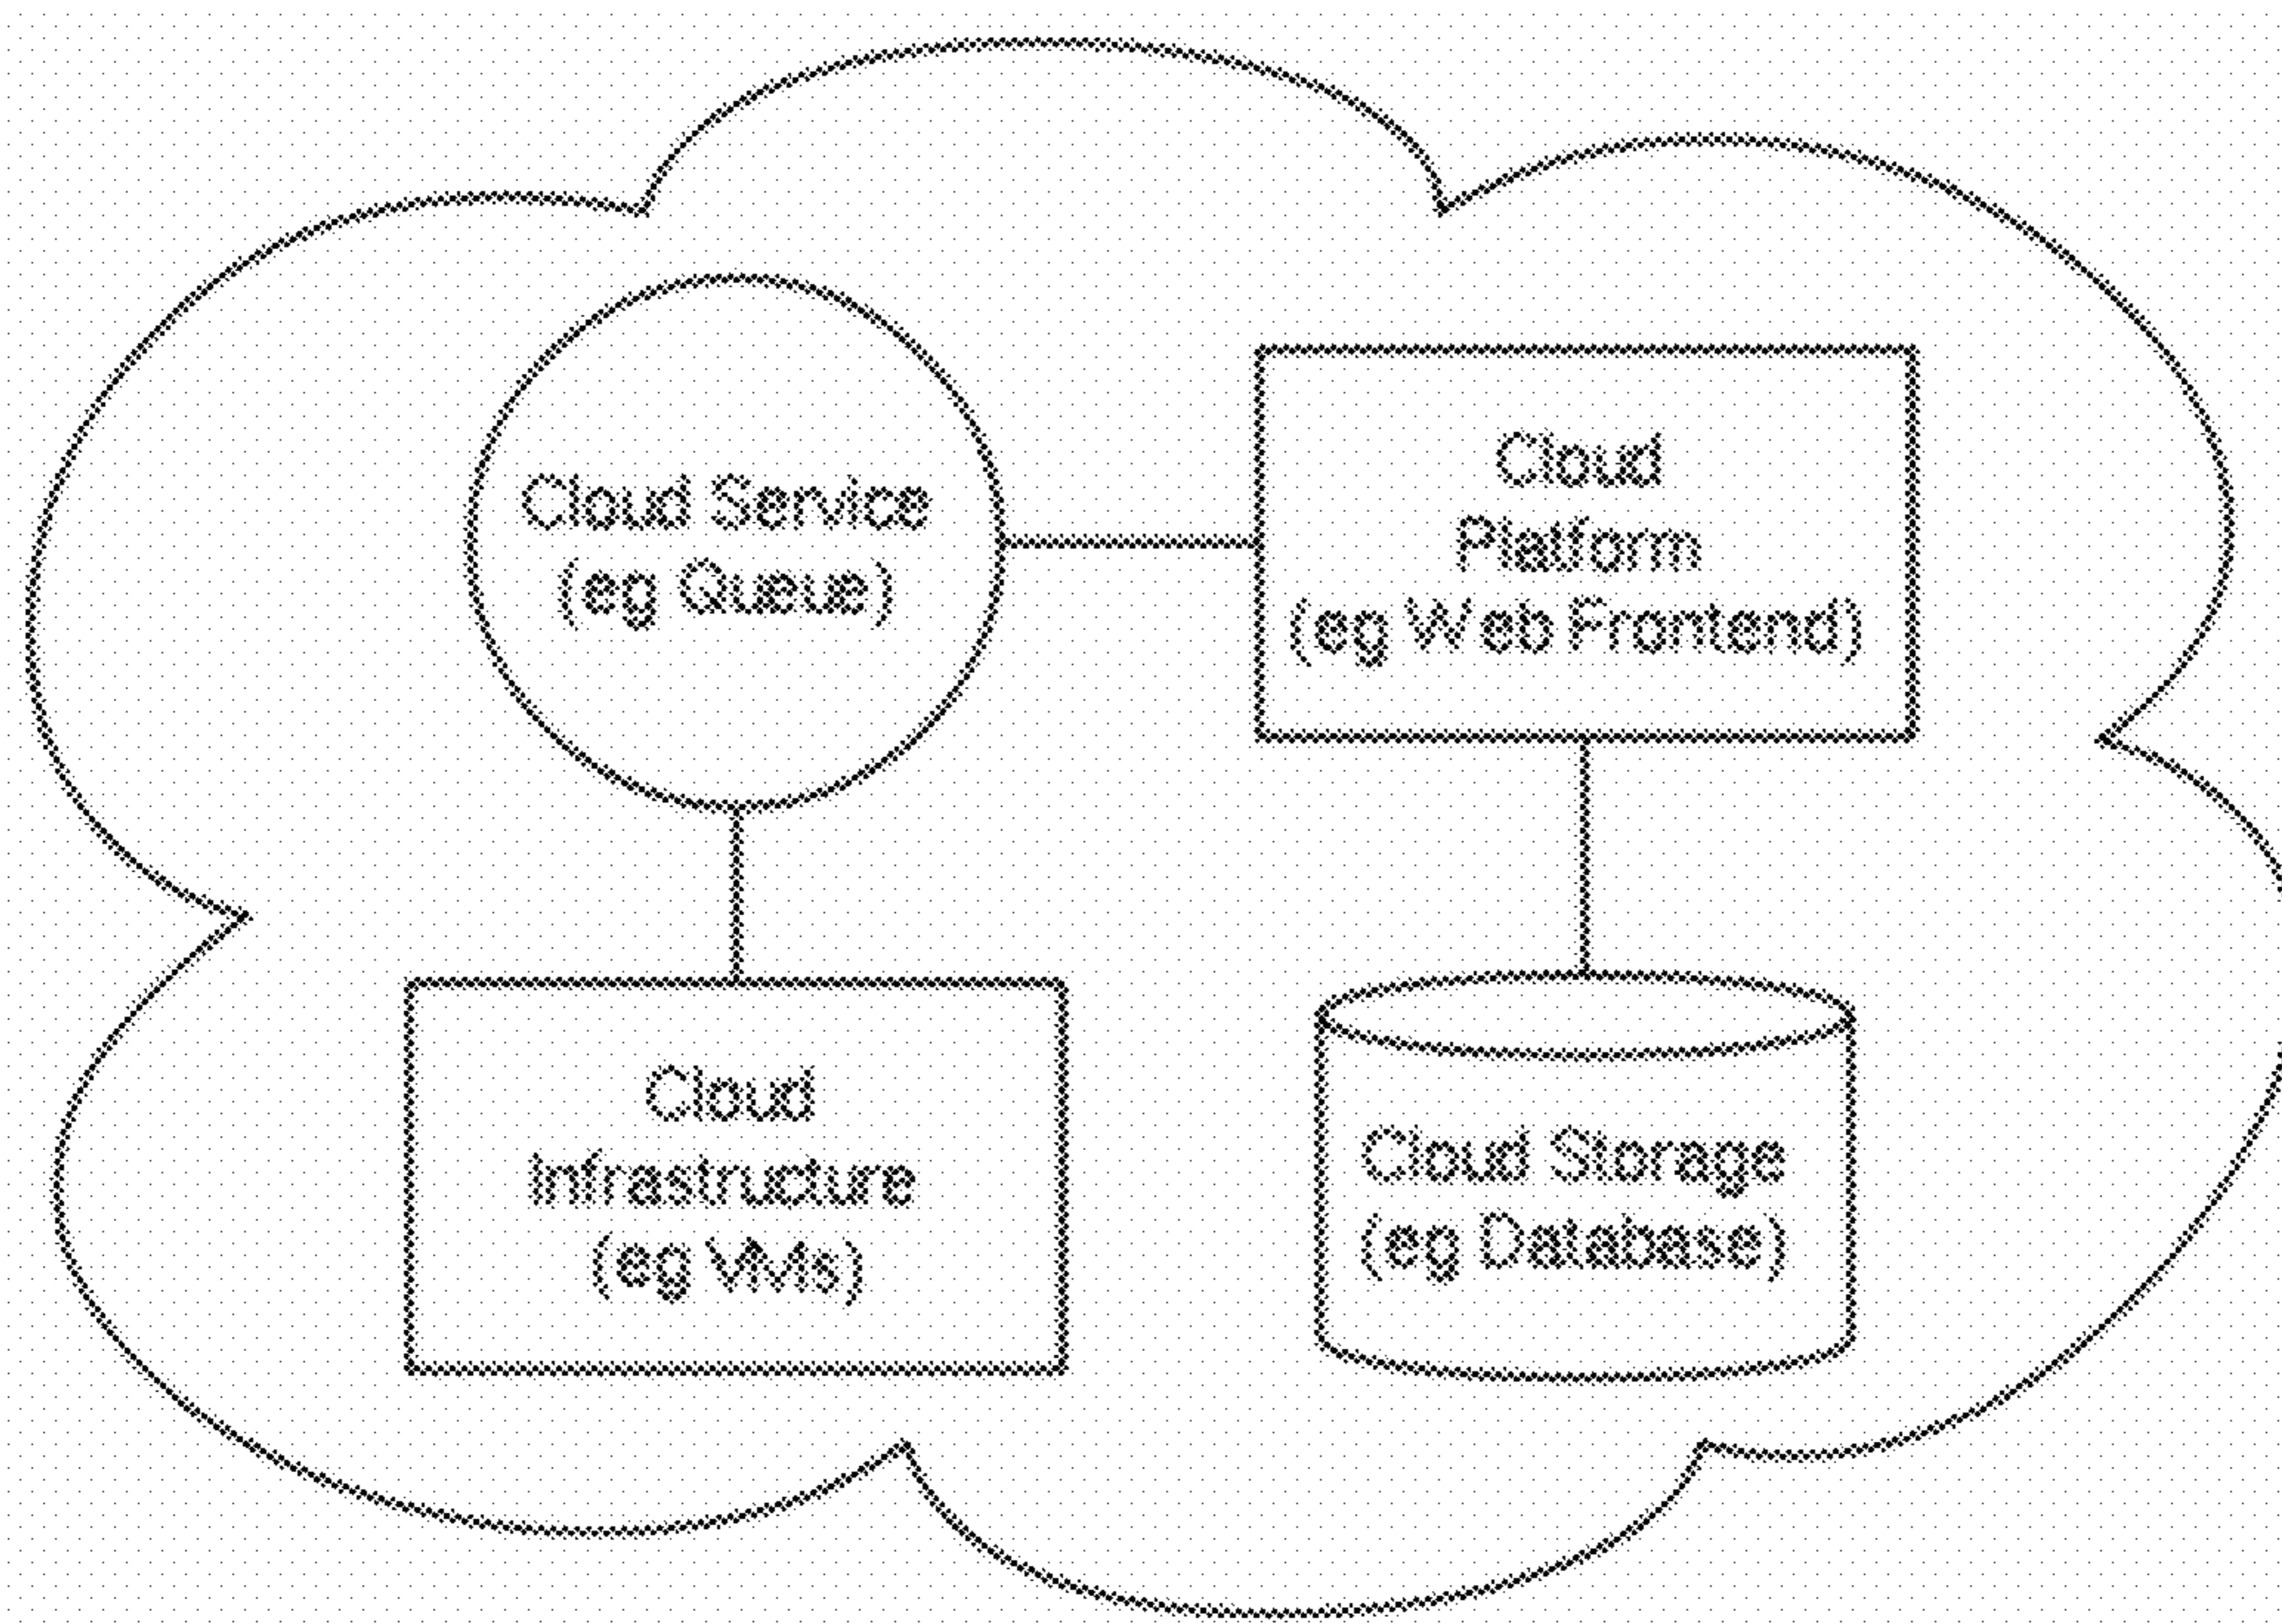 Cloud Service
(eg Queue)
Cloud
Platform
(eg Web Frontend)
Cloud
Infrastructure
(eg VMs)
Cloud Storage
(eg Database)